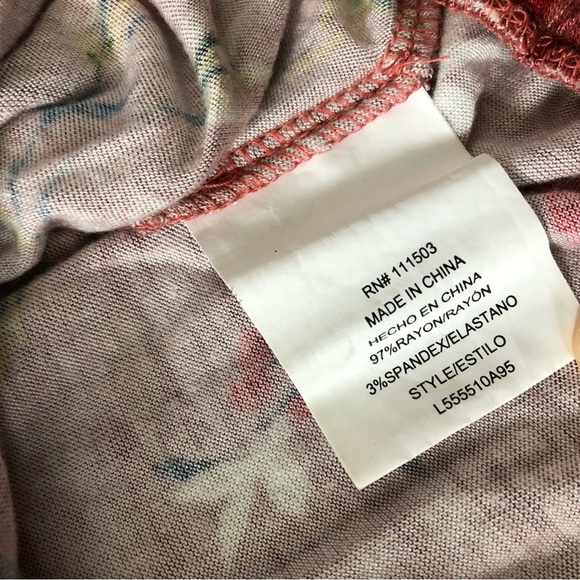 RN# 111503
MADE IN CHINA
HECHO EN CHINA
97%RAYON/RAYÓN
3%SPANDEX/ELASTANO
STYLE/ESTILO
L555510A95